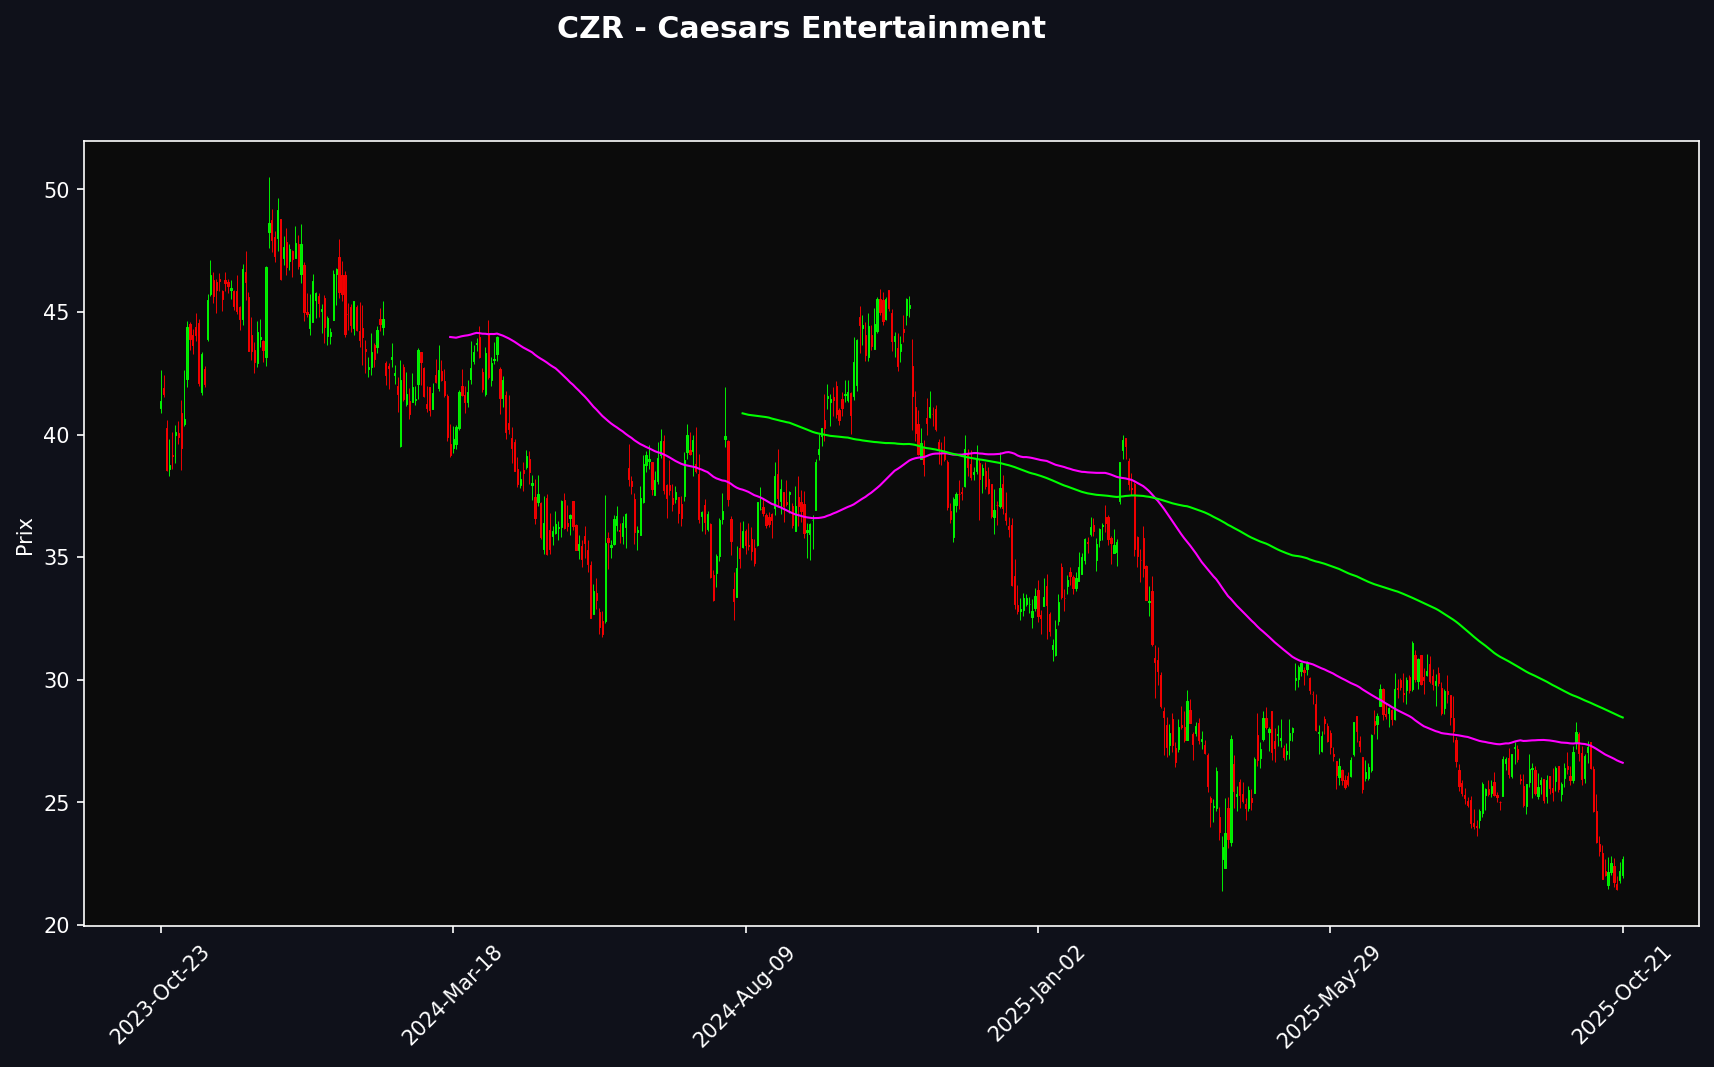 CZR - Caesars Entertainment
Prix
50
45
40
35
30
25
20
2023-Oct-23
2024-Mar-18
2024-Aug-09
2025-Jan-02
2025-May-29
2025-Oct-21